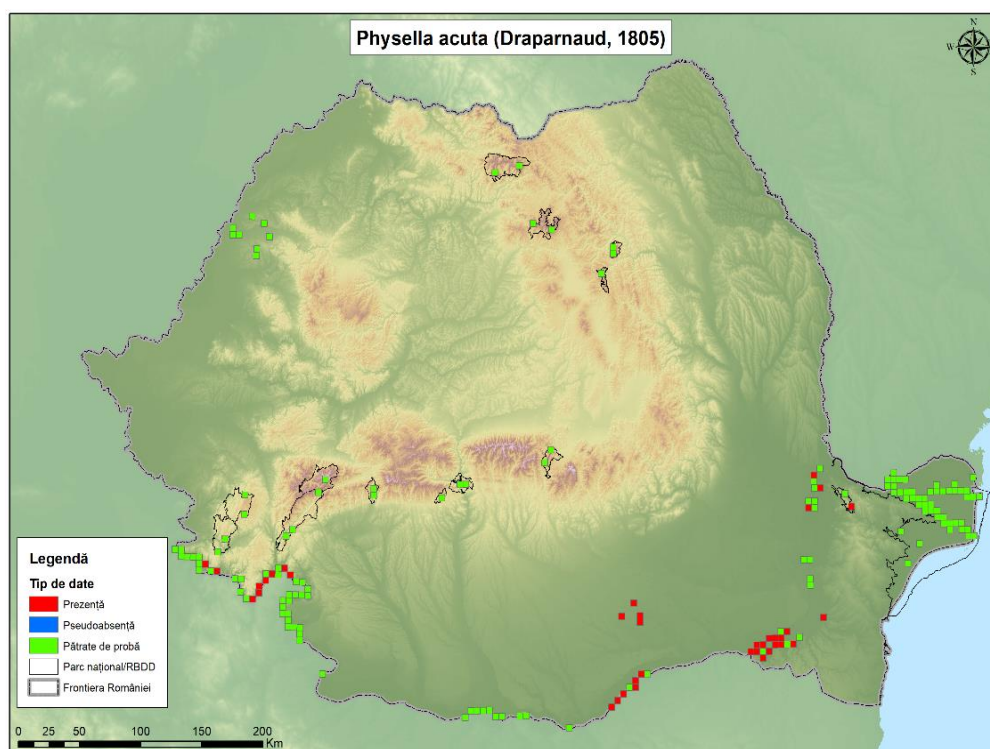 Physella acuta (Draparnaud, 1805)
N
W
E
S
Legendă
Tip de date
Prezență
Pseudoabsență
Pătrate de probă
Parc național/RBDD
Frontiera României
0 25 50 100 150 200
Km